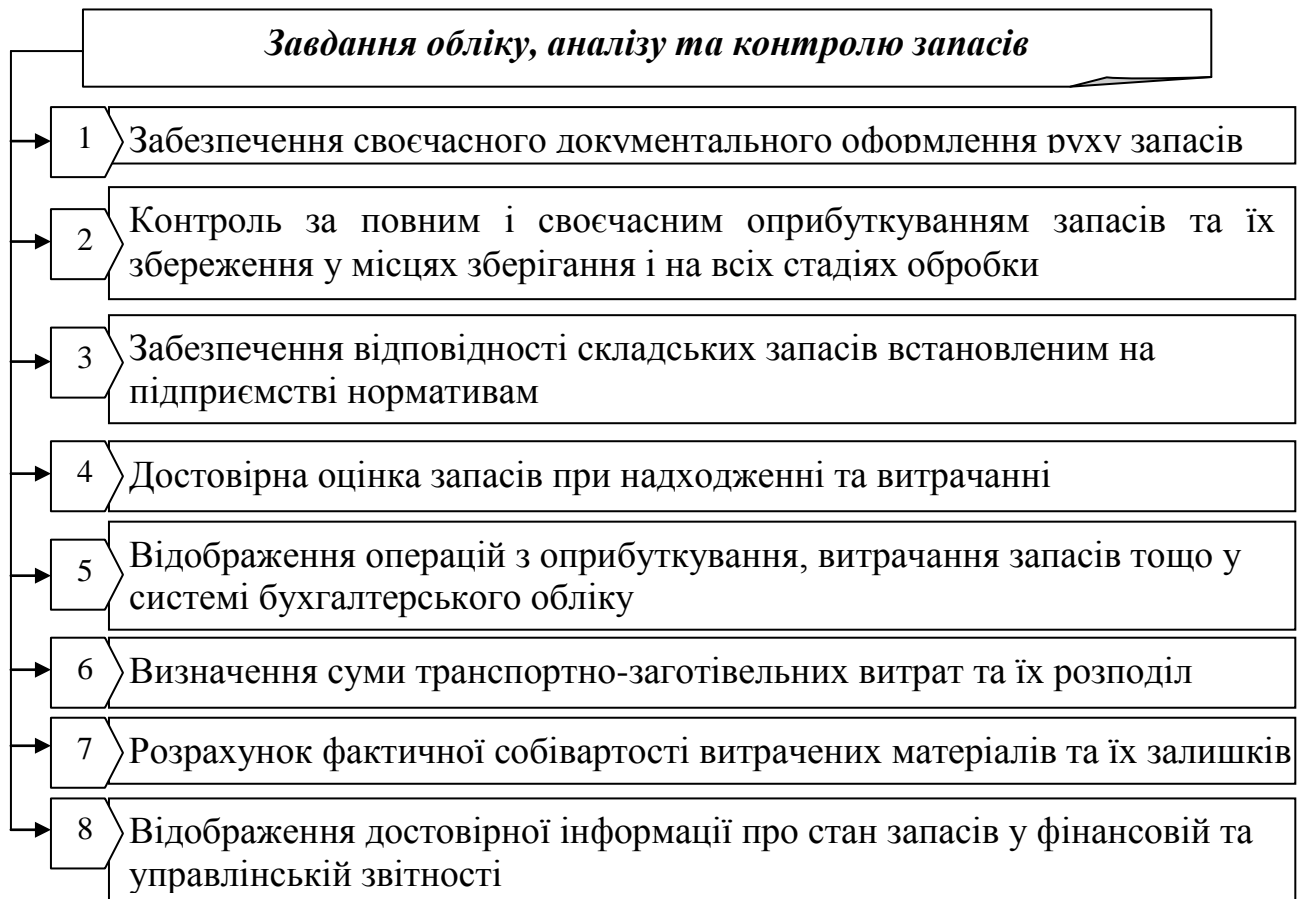 Завдання обліку, аналізу та контролю запасів
1 Забезпечення своєчасного документального оформлення руху запасів
2 Контроль за повним і своєчасним оприбуткуванням запасів та їх
збереження у місцях зберігання і на всіх стадіях обробки
3 Забезпечення відповідності складських запасів встановленим на
підприємстві нормативам
4 Достовірна оцінка запасів при надходженні та витрачанні
5 Відображення операцій з оприбуткування, витрачання запасів тощо у
системі бухгалтерського обліку
6 Визначення суми транспортно-заготівельних витрат та їх розподіл
7 Розрахунок фактичної собівартості витрачених матеріалів та їх залишків
8 Відображення достовірної інформації про стан запасів у фінансовій та
управлінській звітності